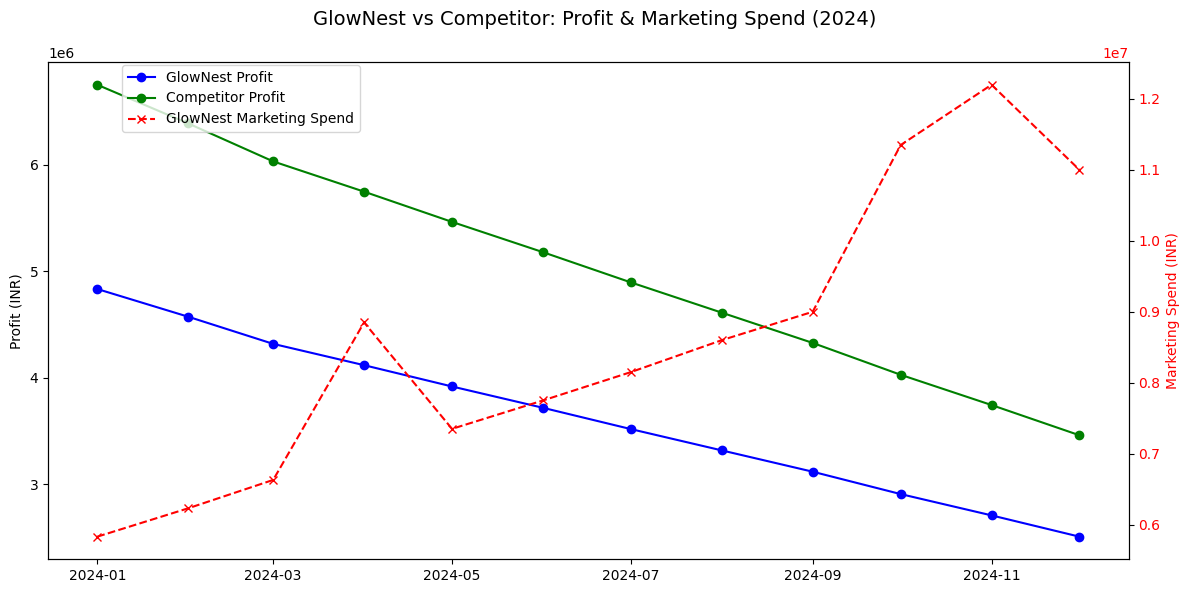 GlowNest vs Competitor: Profit & Marketing Spend (2024)
1e6
1e7
GlowNest Profit
Competitor Profit
GlowNest Marketing Spend
Profit (INR)
6
5
4
3
Marketing Spend (INR)
1.2
1.1
1.0
0.9
0.8
0.7
0.6
2024-01
2024-03
2024-05
2024-07
2024-09
2024-11